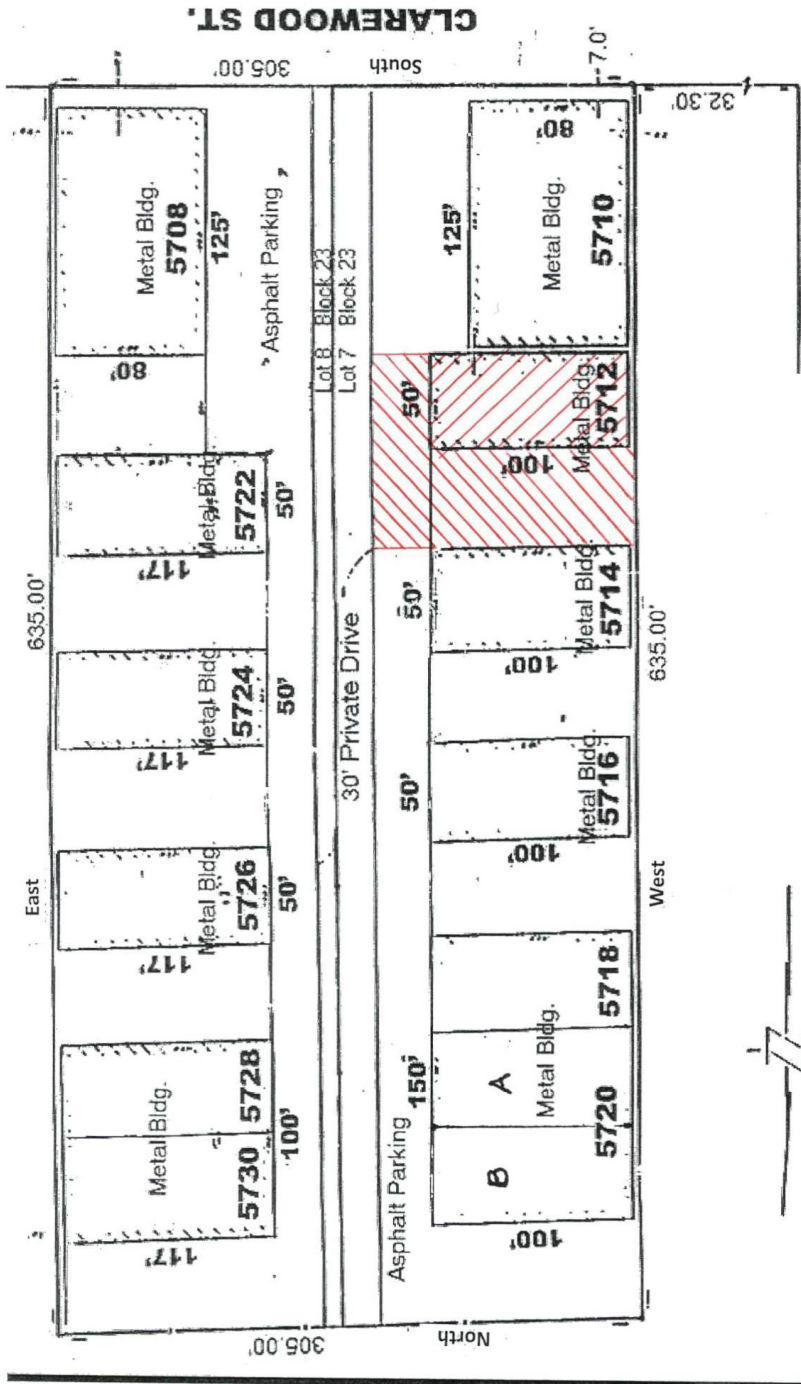 CLAREWOOD ST.
305.00'
South
7.0'
32.30'
Metal Bldg.
5708
125'
80'
Asphalt Parking
Lot 8 Block 23
Lot 7 Block 23
125'
80'
Metal Bldg.
5710
635.00'
East
Metal Bldg.
5722
117'
50'
Metal Bldg.
5724
117'
50'
Metal Bldg.
5726
117'
50'
Metal Bldg.
5730 5728
117'
100'
30' Private Drive
50'
100'
Metal Bldg.
5712
50'
100'
Metal Bldg.
5714
50'
100'
Metal Bldg.
5716
635.00'
West
Asphalt Parking
150'
100'
B A
Metal Bldg.
5720 5718
305.00'
North